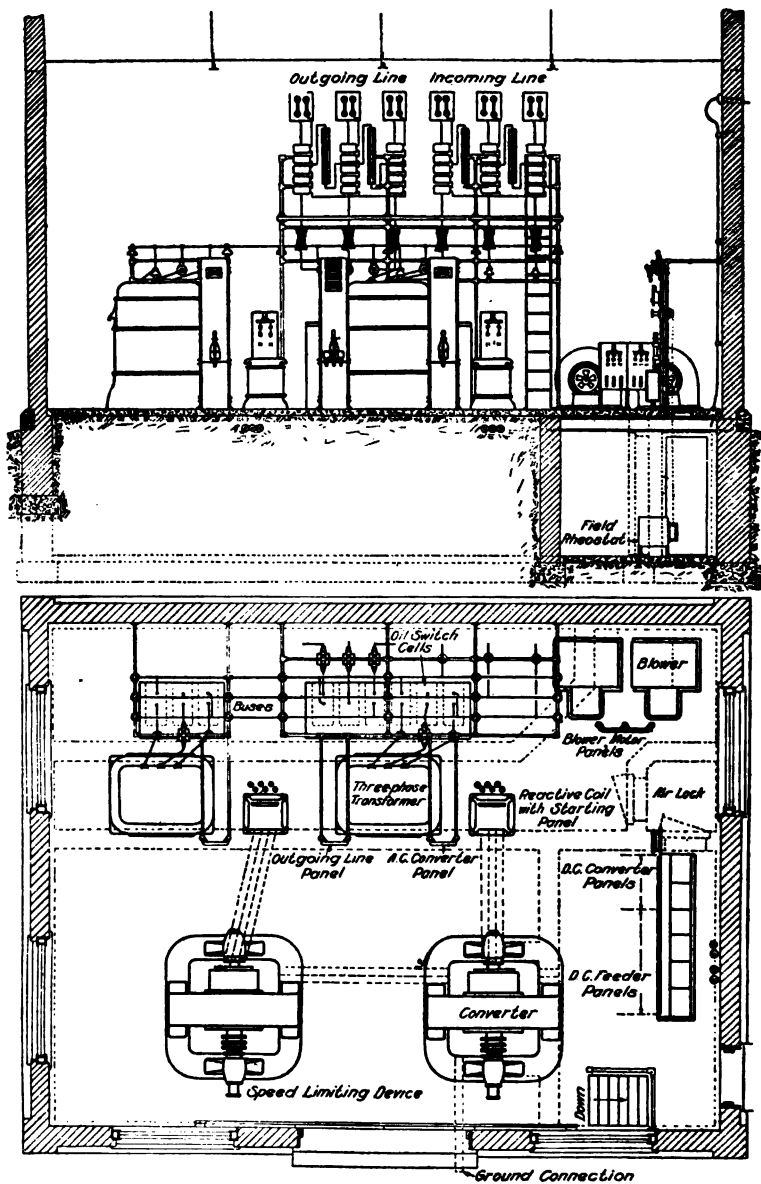 Outgoing Line Incoming Line
Field
Rheostat
Oil Switch
Cells
Buses
Blower
Blower Motor
Panels
Three-phase
Transformer
Reactive Coil
with Starting
Panel
Air Lock
Outgoing Line
Panel
A.C. Converter
Panel
D.C. Converter
Panels
D.C. Feeder
Panels
Converter
Speed Limiting Device
Down
Ground Connection